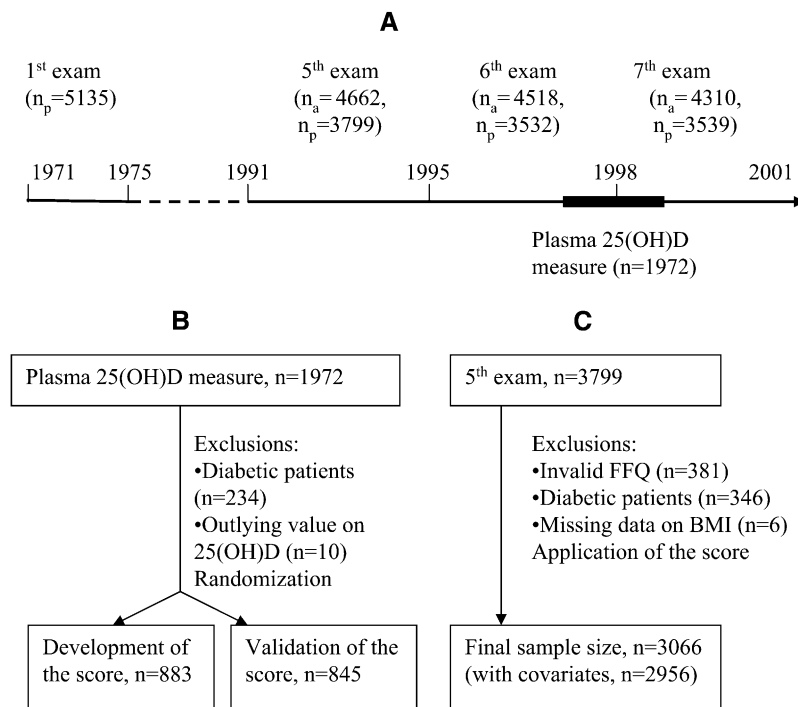 A
1st exam
(np=5135)
5th exam
(na= 4662,
np=3799)
6th exam
(na= 4518,
np=3532)
7th exam
(na= 4310,
np=3539)
1971 1975 1991 1995 1998 2001
Plasma 25(OH)D
measure (n=1972)
B
Plasma 25(OH)D measure, n=1972
Exclusions:
•Diabetic patients
(n=234)
•Outlying value on
25(OH)D (n=10)
Randomization
Development of
the score, n=883
Validation of the
score, n=845
C
5th exam, n=3799
Exclusions:
•Invalid FFQ (n=381)
•Diabetic patients (n=346)
•Missing data on BMI (n=6)
Application of the score
Final sample size, n=3066
(with covariates, n=2956)